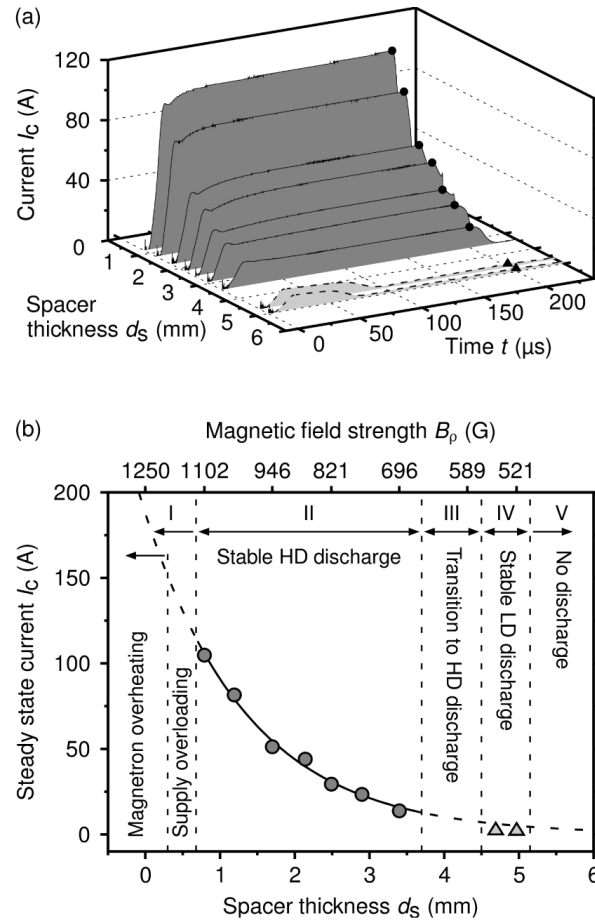 (a)
120
80
40
0
Current I_C (A)
1
2
3
4
5
6
Spacer
thickness d_S (mm)
0
50
100
150
200
Time t (µs)
(b)
Magnetic field strength B_ρ (G)
1250 1102 946 821 696 589 521
200
150
100
50
0
Steady state current I_C (A)
I II III IV V
Stable HD discharge
Magnetron overheating
Supply overloading
Transition to HD
discharge
Stable LD discharge
No discharge
0 1 2 3 4 5 6
Spacer thickness d_S (mm)